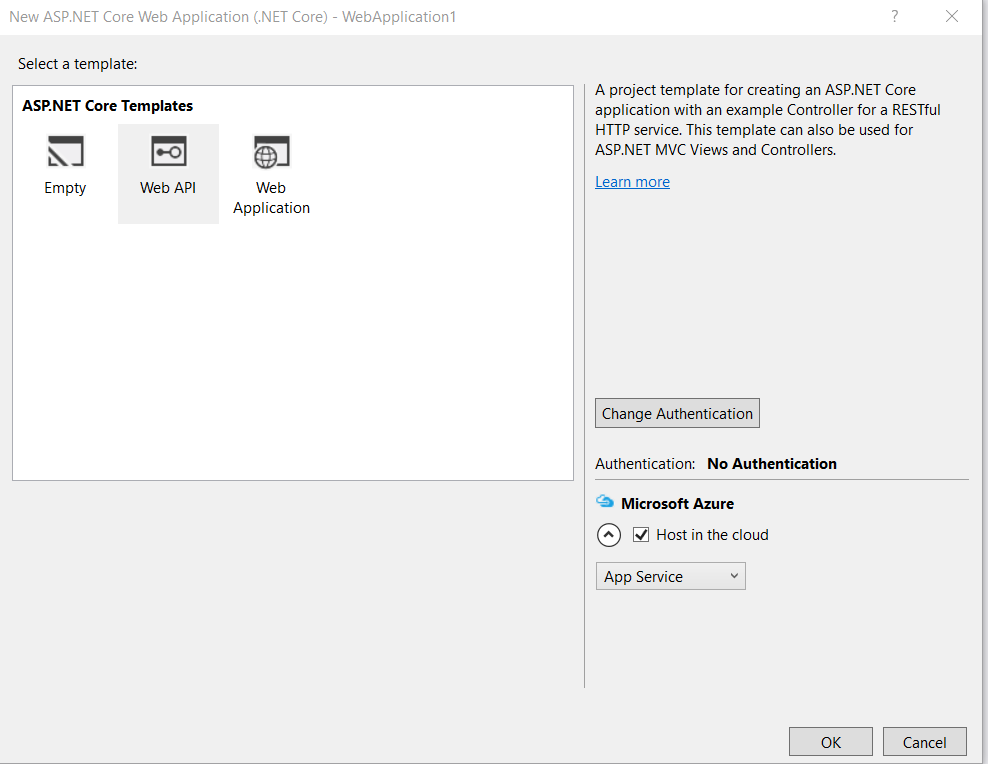 New ASP.NET Core Web Application (.NET Core) - WebApplication1
?
Select a template:
ASP.NET Core Templates
Empty
Web API
Web
Application
A project template for creating an ASP.NET Core
application with an example Controller for a RESTful
HTTP service. This template can also be used for
ASP.NET MVC Views and Controllers.
Learn more
Change Authentication
Authentication: No Authentication
Microsoft Azure
Host in the cloud
App Service
OK
Cancel